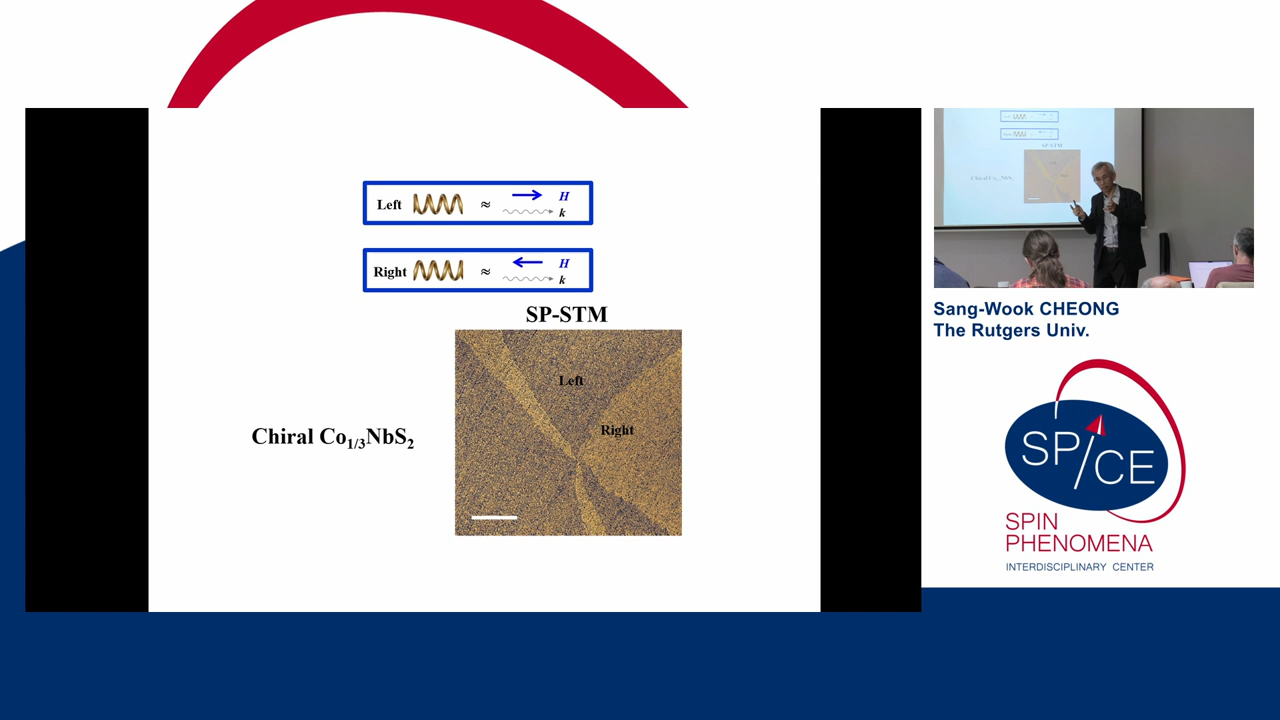 Left ≈ H
k
Right ≈ H
k
SP-STM
Left
Right
Chiral Co1/3NbS2
Sang-Wook CHEONG
The Rutgers Univ.
SP/CE
SPIN
PHENOMENA
INTERDISCIPLINARY CENTER